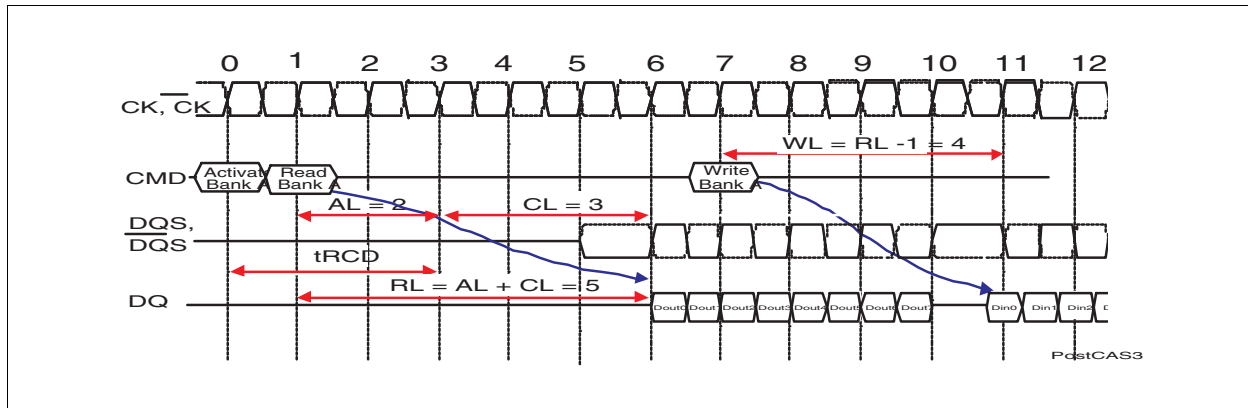 0 1 2 3 4 5 6 7 8 9 10 11 12
CK, CK
WL = RL -1 = 4
CMD
Activat
Bank A
Read
Bank A
Write
Bank A
AL = 2
CL = 3
DQS,
DQS
tRCD
RL = AL + CL = 5
DQ
Dout0 Dout Dout2 Dout3 Dout4 Dout5 Dout6 Dout7 Din0 Din1 Din2
PostCAS3